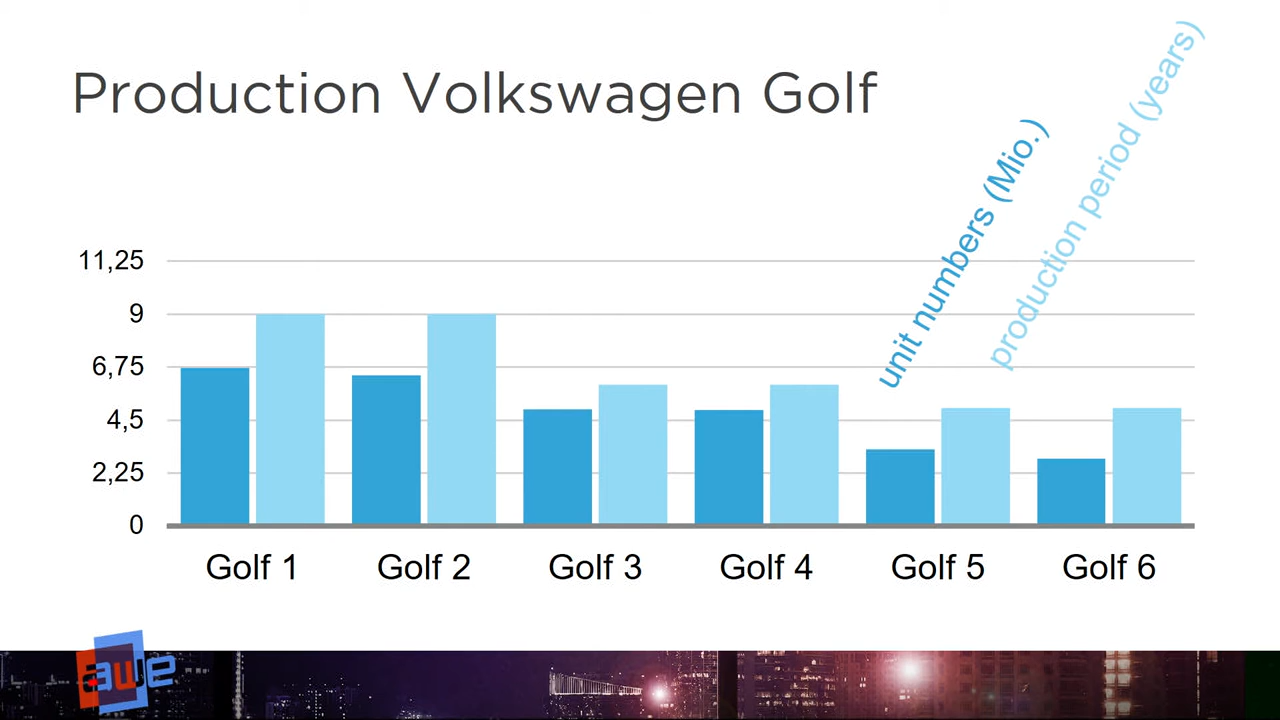 Production Volkswagen Golf
unit numbers (Mio.)
production period (years)
11,25
9
6,75
4,5
2,25
0
Golf 1
Golf 2
Golf 3
Golf 4
Golf 5
Golf 6
awe